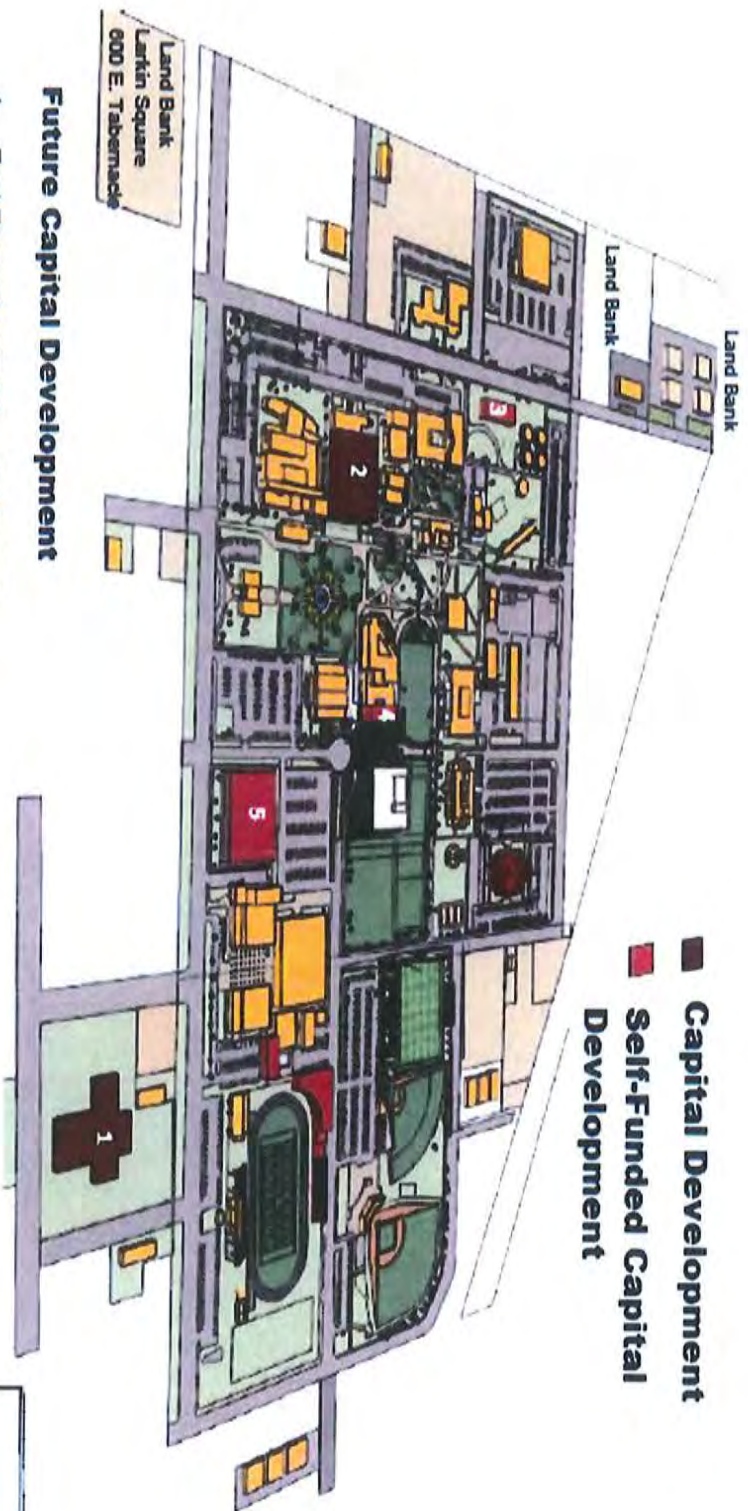 Land Bank
Land Bank
Land Bank
Larkin Square
600 E. Tabernacle
Capital Development
Self-Funded Capital
Development
3
2
4
5
1
Future Capital Development